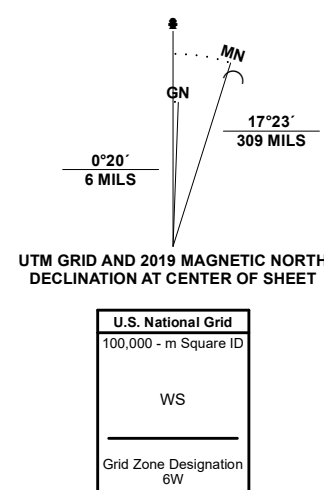 MN
GN
17°23´
309 MILS
0°20´
6 MILS
UTM GRID AND 2019 MAGNETIC NORTH
DECLINATION AT CENTER OF SHEET
U.S. National Grid
100,000 - m Square ID
WS
Grid Zone Designation
6W